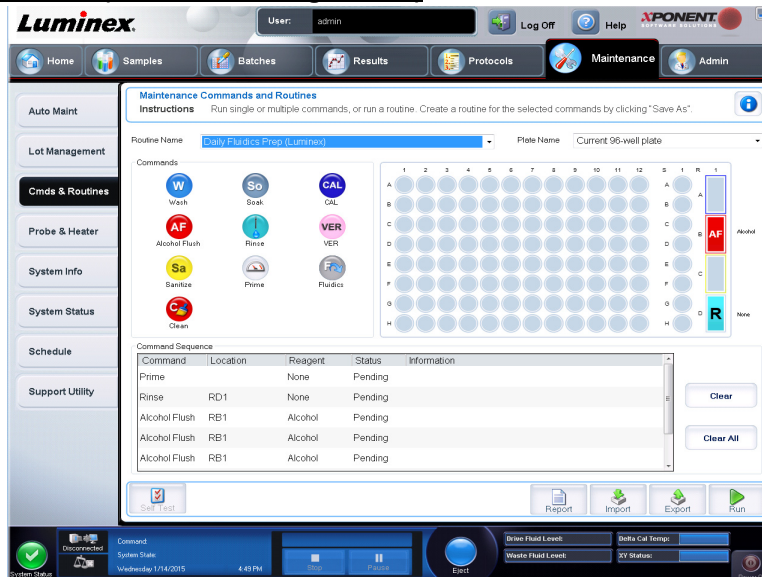 Luminex.
User: admin
Log Off
Help
xPONENT.
SOFTWARE SOLUTIONS
Home
Samples
Batches
Results
Protocols
Maintenance
Admin
Auto Maint
Lot Management
Cmds & Routines
Probe & Heater
System Info
System Status
Schedule
Support Utility
Maintenance Commands and Routines
Instructions Run single or multiple commands, or run a routine. Create a routine for the selected commands by clicking "Save As".
Routine Name Daily Fluidics Prep (Luminex) Plate Name Current 96-well plate
Commands
W So CAL
Wash Soak CAL
AF VER
Alcohol Flush Rinse VER
Sa
Sanitize Prime Fluidics
Clean
1 2 3 4 5 6 7 8 9 10 11 12 S 1 R 1
A A A
B B
C C B AF Alcohol
D D
E E C
F F
G G D R None
H H
Command Sequence
Command Location Reagent Status Information
Prime None Pending
Rinse RD1 None Pending
Alcohol Flush RB1 Alcohol Pending
Alcohol Flush RB1 Alcohol Pending
Alcohol Flush RB1 Alcohol Pending
Clear
Clear All
Self Test
Report
Import
Export
Run
System Status
Disconnected
Command:
System State:
Wednesday 1/14/2015 4:49 PM
Stop
Pause
Eject
Drive Fluid Level:
Waste Fluid Level:
Delta Cal Temp:
XY Status: